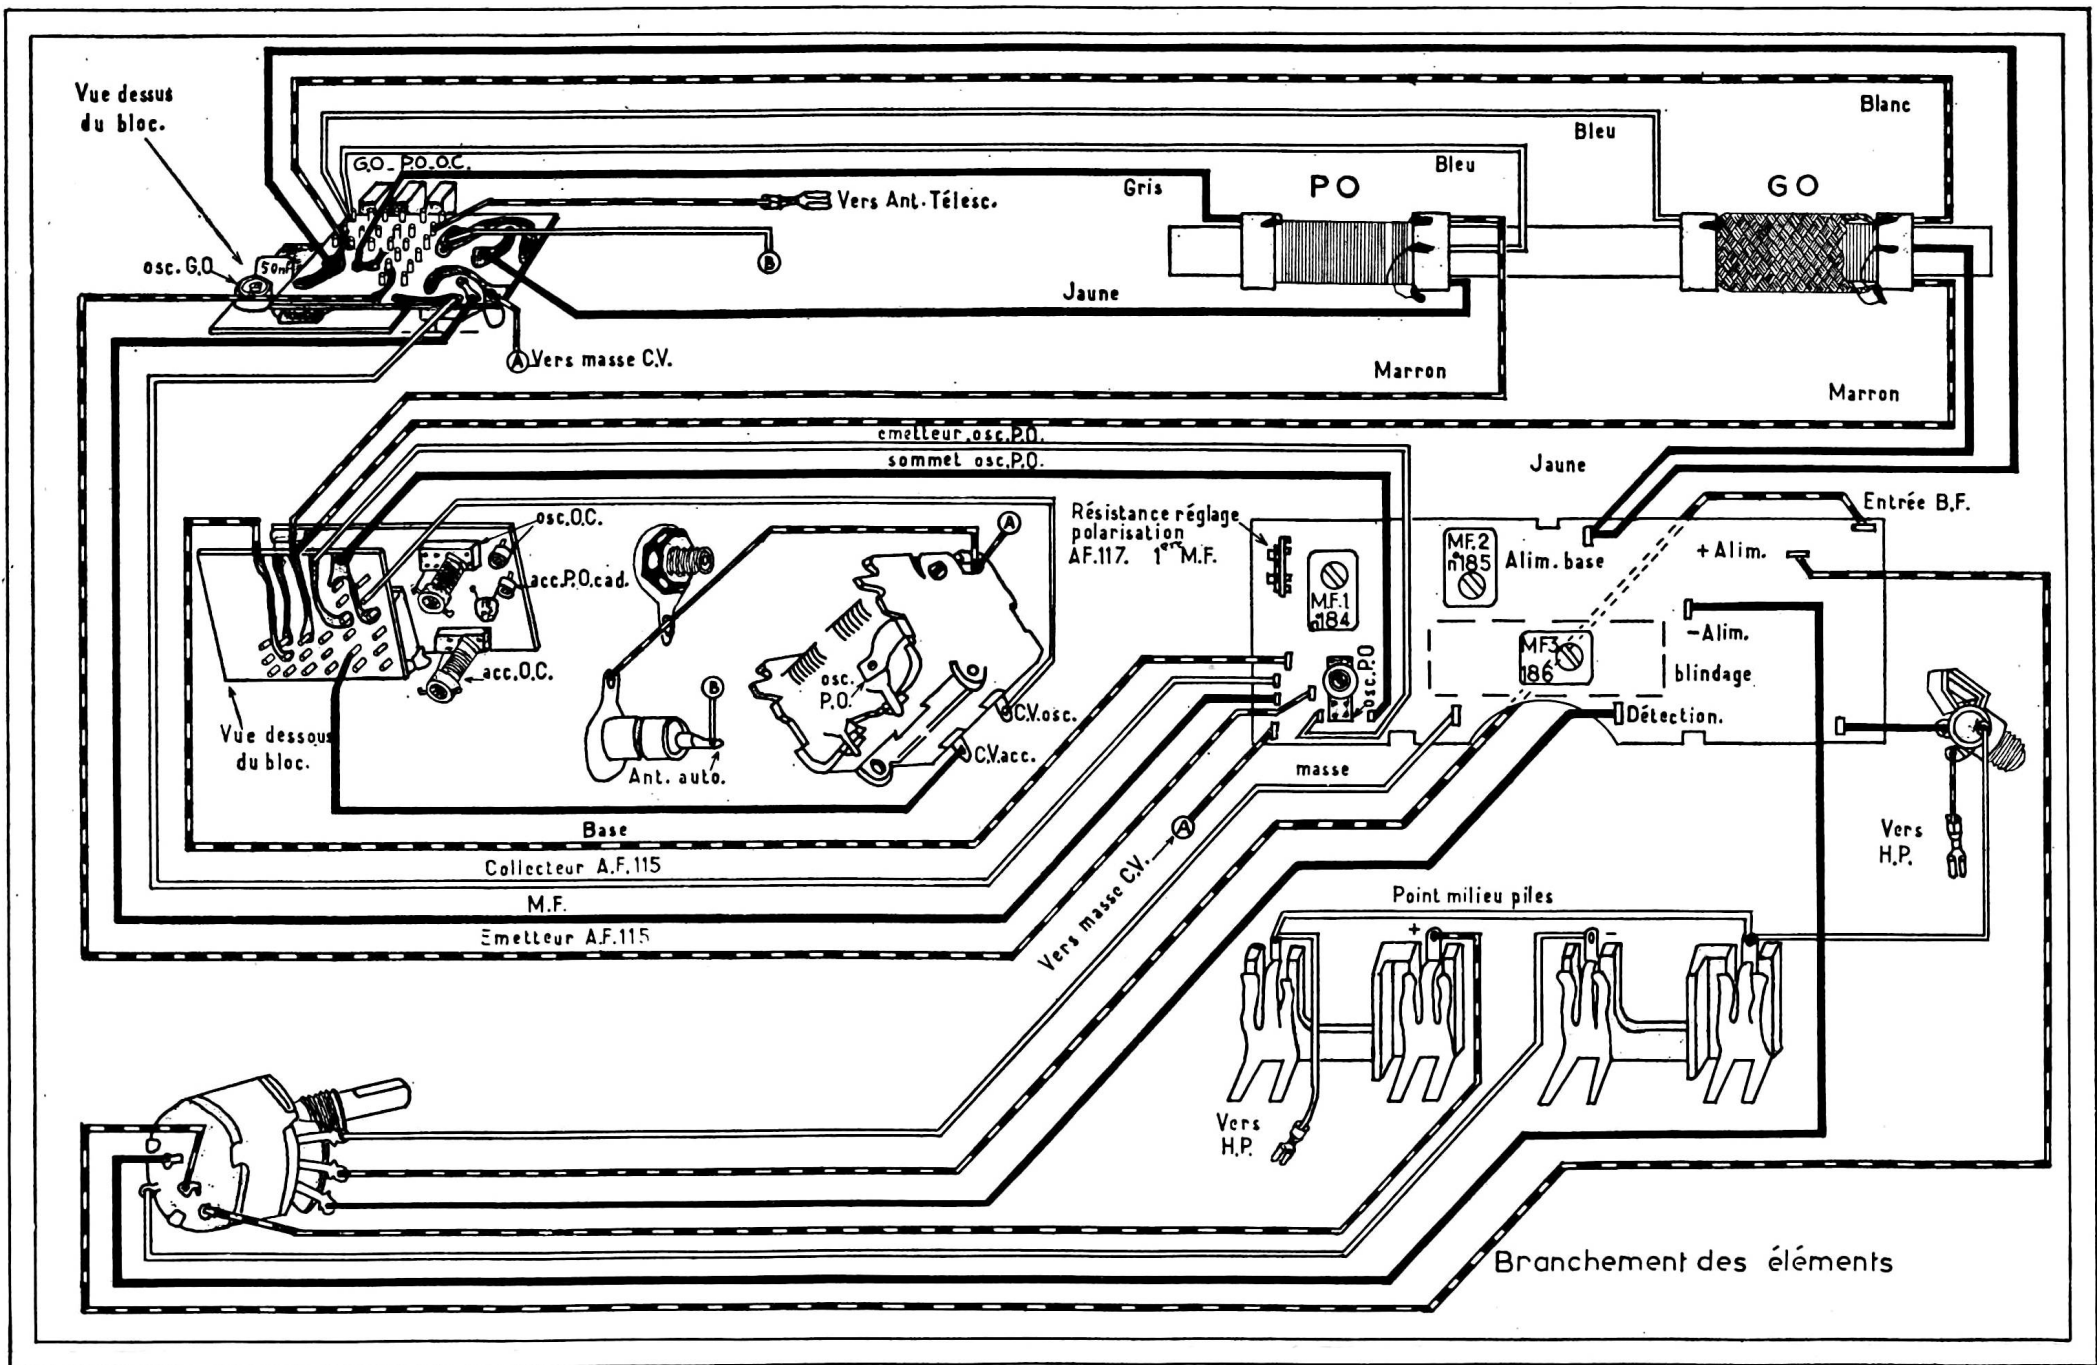 Vue dessus
du bloc.
G.O_P.O_O.C.
osc.G.O
Vers Ant.Télesc.
B
A
Vers masse C.V.
Gris
PO
Bleu
Bleu
GO
Blanc
Jaune
Marron
Marron
emetteur.osc.P.O.
sommet osc.P.O.
Jaune
osc.O.C.
acc.P.O.cad.
acc.O.C.
Vue dessous
du bloc.
B
Ant. auto.
osc.
P.O.
A
C.V.osc.
C.V.acc.
Résistance réglage
polarisation
AF.117. 1ere M.F.
M.F.1
n°184
MF.2
n°185
Alim. base
+ Alim.
Entrée B.F.
- Alim.
MF3
186
blindage
osc.P.O
Détection.
masse
Base
Collecteur A.F.115
M.F.
Emetteur A.F.115
Vers masse C.V.
A
Vers
H.P.
Point milieu piles
+
-
Vers
H.P.
Branchement des éléments